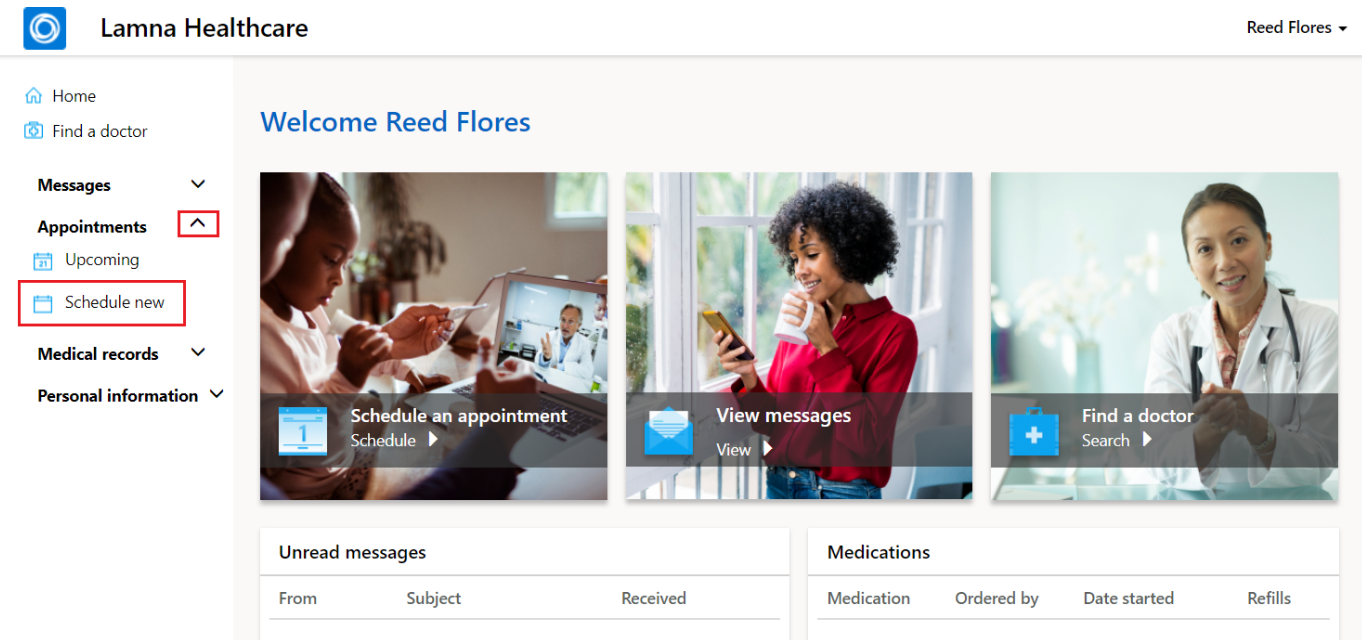 Lamna Healthcare
Reed Flores
Home
Find a doctor
Messages
Appointments
21
Upcoming
Schedule new
Medical records
Personal information
Welcome Reed Flores
1
Schedule an appointment
Schedule
View messages
View
Find a doctor
Search
Unread messages
From Subject Received
Medications
Medication Ordered by Date started Refills